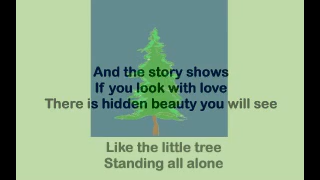 And the story shows
If you look with love
There is hidden beauty you will see
Like the little tree
Standing all alone